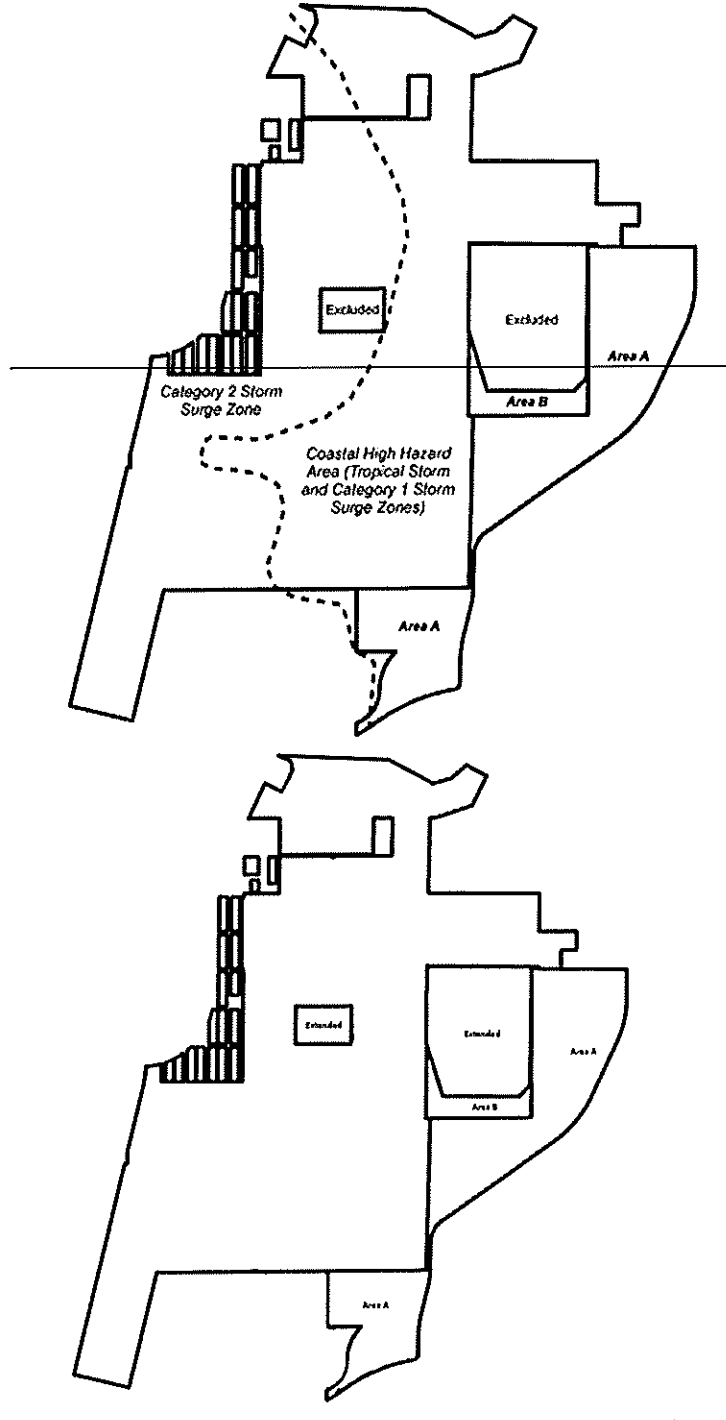 Excluded
Excluded
Area A
Category 2 Storm
Surge Zone
Area B
Coastal High Hazard
Area (Tropical Storm
and Category 1 Storm
Surge Zones)
Area A
Extended
Extended
Area A
Area B
Area A